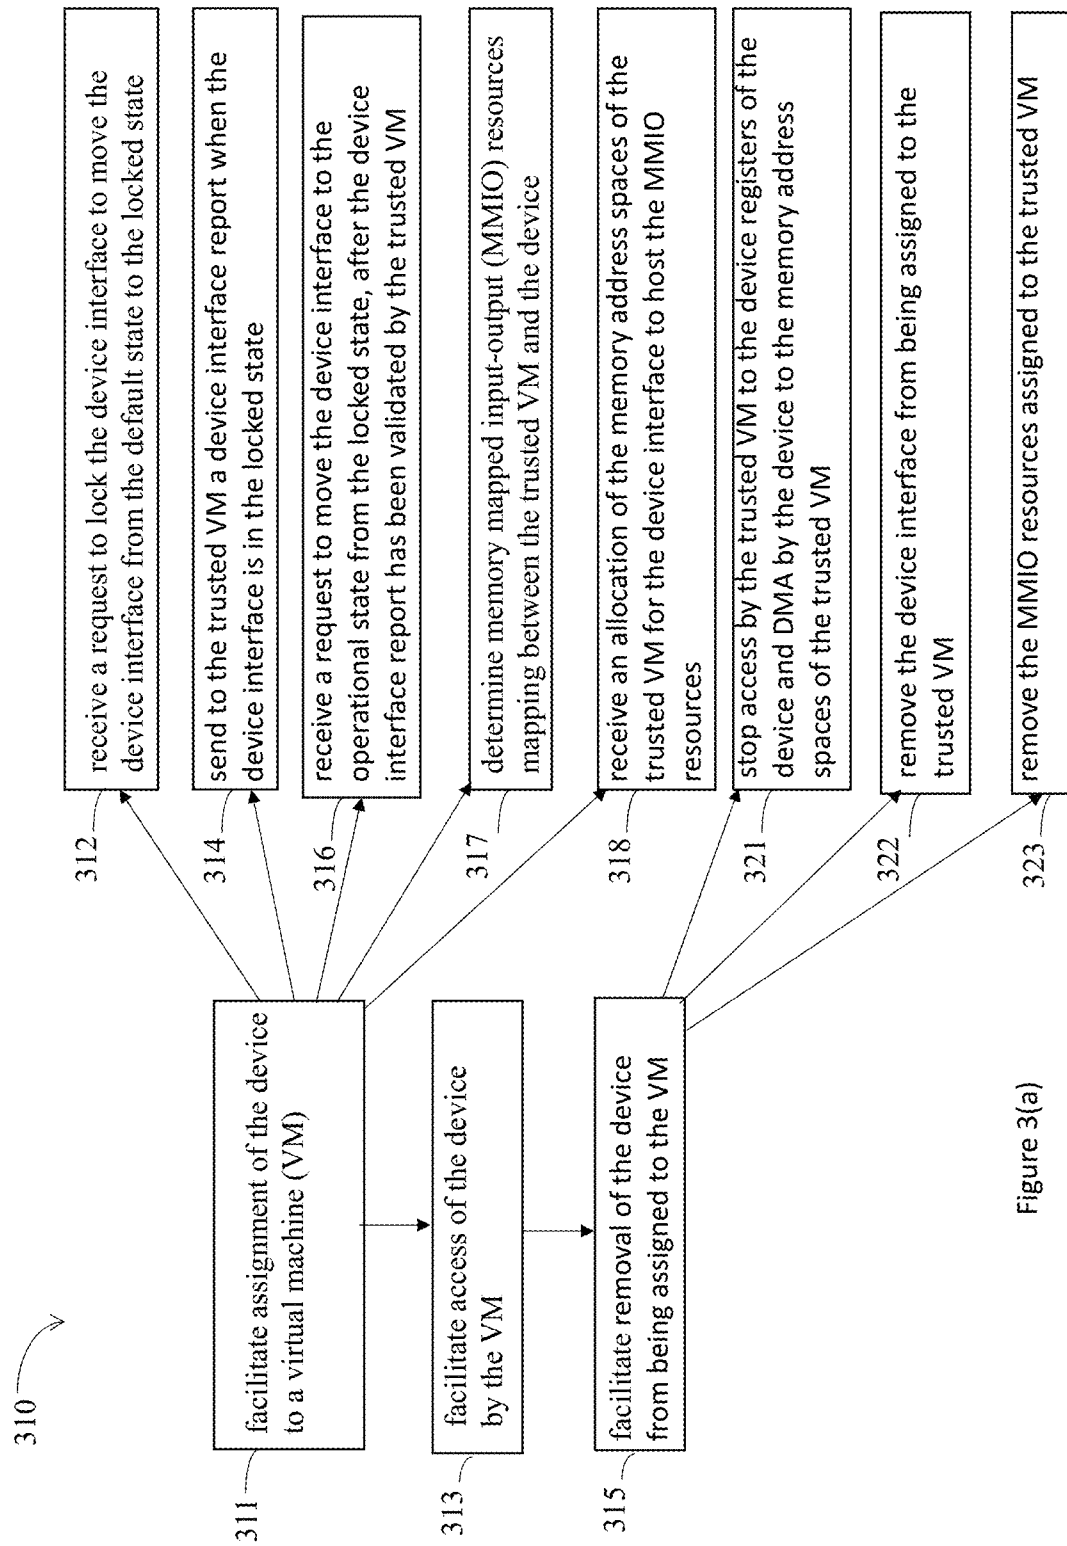 310
311
facilitate assignment of the device
to a virtual machine (VM)
313
facilitate access of the device
by the VM
315
facilitate removal of the device
from being assigned to the VM
312
receive a request to lock the device interface to move the
device interface from the default state to the locked state
314
send to the trusted VM a device interface report when the
device interface is in the locked state
316
receive a request to move the device interface to the
operational state from the locked state, after the device
interface report has been validated by the trusted VM
317
determine memory mapped input-output (MMIO) resources
mapping between the trusted VM and the device
318
receive an allocation of the memory address spaces of the
trusted VM for the device interface to host the MMIO
resources
321
stop access by the trusted VM to the device registers of the
device and DMA by the device to the memory address
spaces of the trusted VM
322
remove the device interface from being assigned to the
trusted VM
323
remove the MMIO resources assigned to the trusted VM
Figure 3(a)